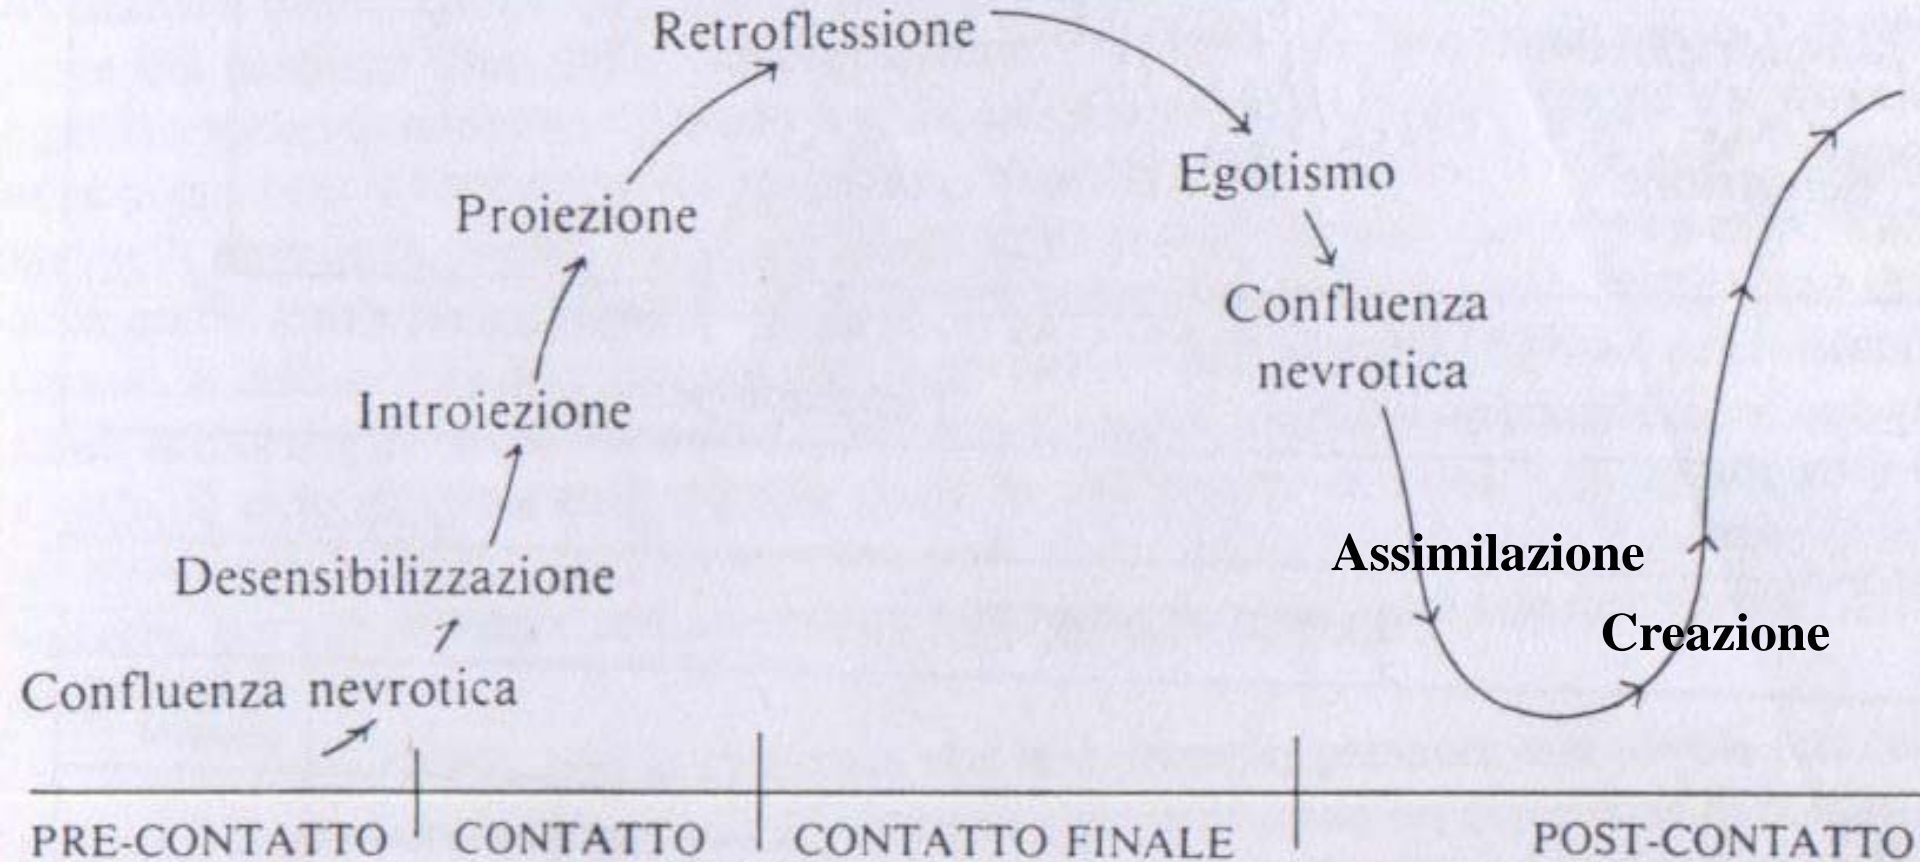 Retroflessione
Egotismo
Proiezione
Confluenza
nevrotica
Introiezione
Assimilazione
Desensibilizzazione
Creazione
Confluenza nevrotica
PRE-CONTATTO
CONTATTO
CONTATTO FINALE
POST-CONTATTO